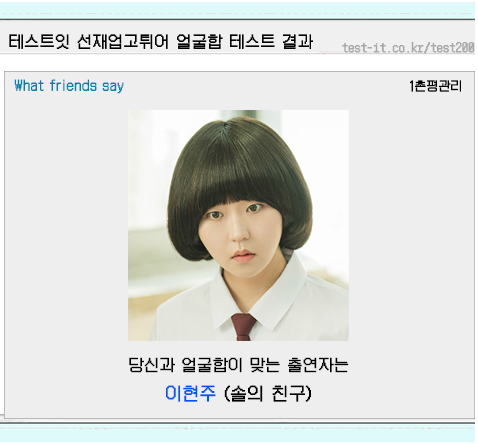 테스트잇 선재업고튀어 얼굴합 테스트 결과
test-it.co.kr/test200
What friends say
1촌평관리
당신과 얼굴합이 맞는 출연자는
이현주 (솔의 친구)